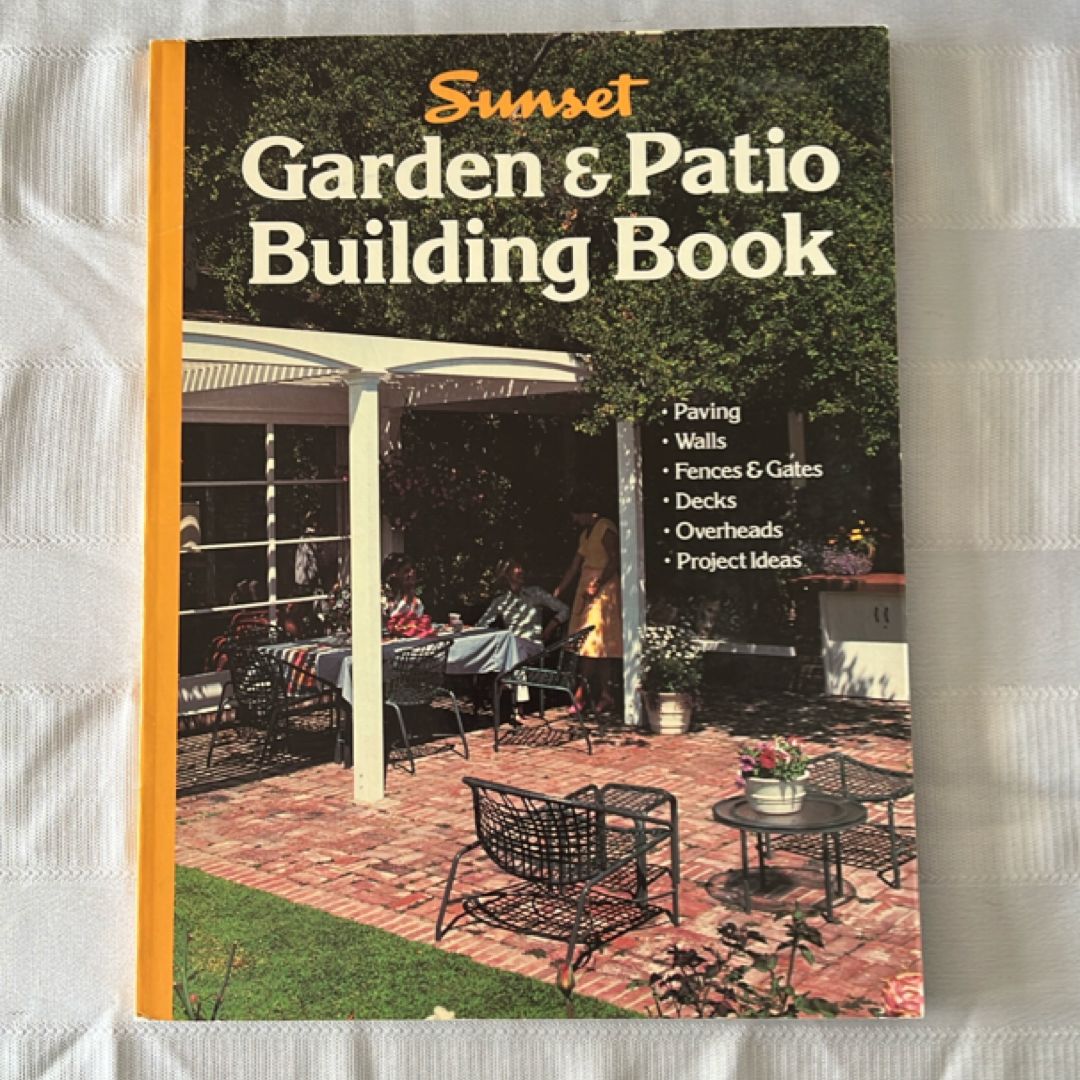 Sunset
Garden & Patio
Building Book
• Paving
• Walls
• Fences & Gates
• Decks
• Overheads
• Project Ideas